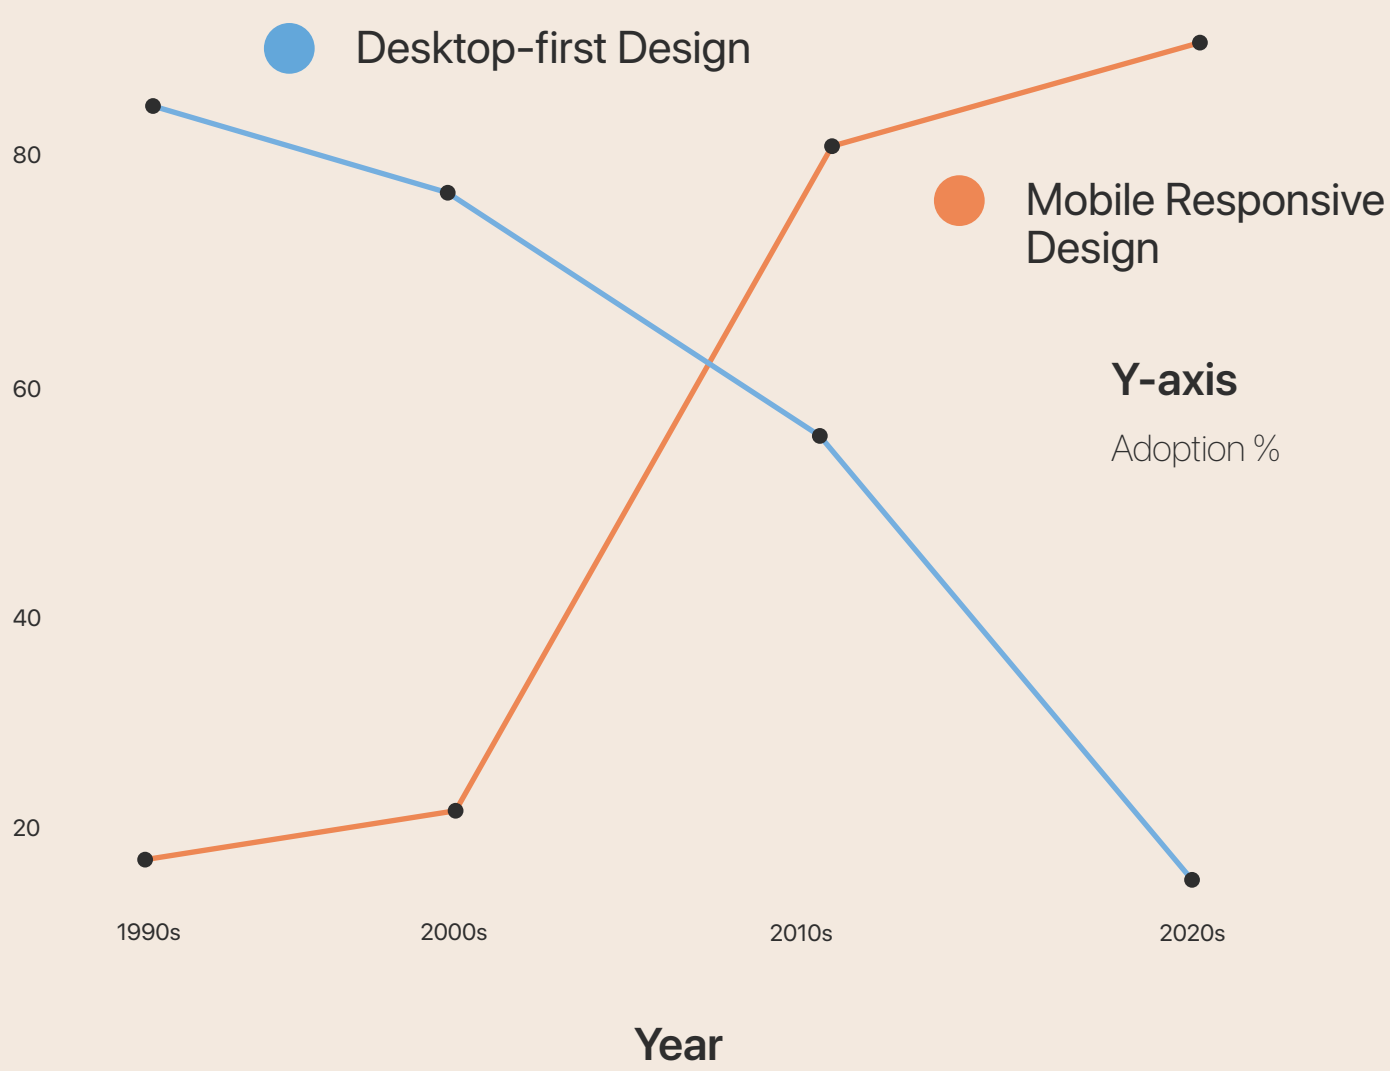 Desktop-first Design
80
Mobile Responsive
Design
60
Y-axis
Adoption %
40
20
1990s
2000s
2010s
2020s
Year